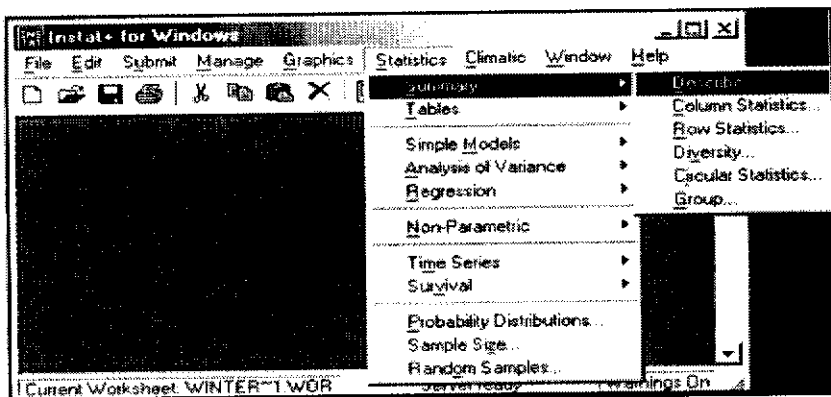 Instat+ for Windows
File Edit Submit Manage Graphics Statistics Climatic Window Help
Summary
Tables
Simple Models
Analysis of Variance
Regression
Non-Parametric
Time Series
Survival
Probability Distributions...
Sample Size...
Random Samples...
Describe
Column Statistics...
Row Statistics...
Diversity...
Circular Statistics...
Group...
Current Worksheet: WINTER~1.WOR Server ready Warnings On